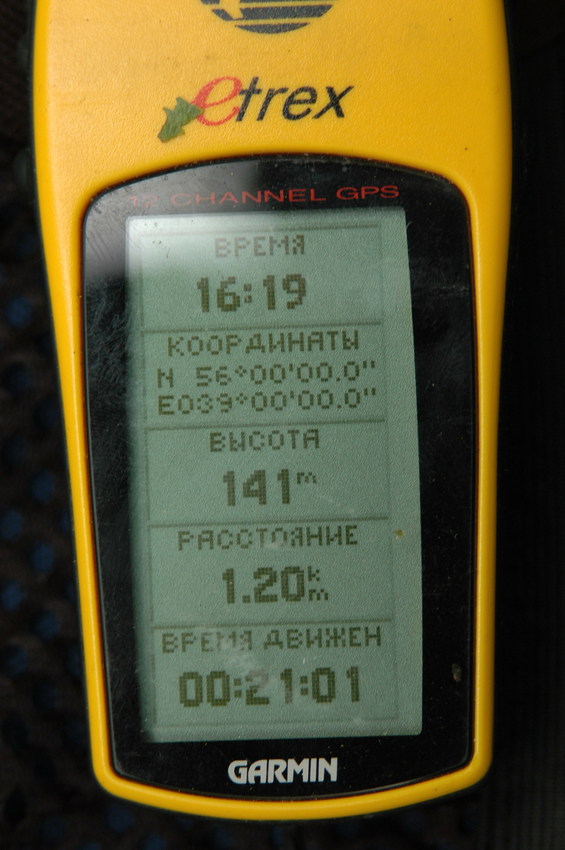 etrex
12 CHANNEL GPS
ВРЕМЯ
16:19
КООРДИНАТЫ
N 56°00'00.0"
E039°00'00.0"
ВЫСОТА
141m
РАССТОЯНИЕ
1.20km
ВРЕМЯ ДВИЖЕН
00:21:01
GARMIN